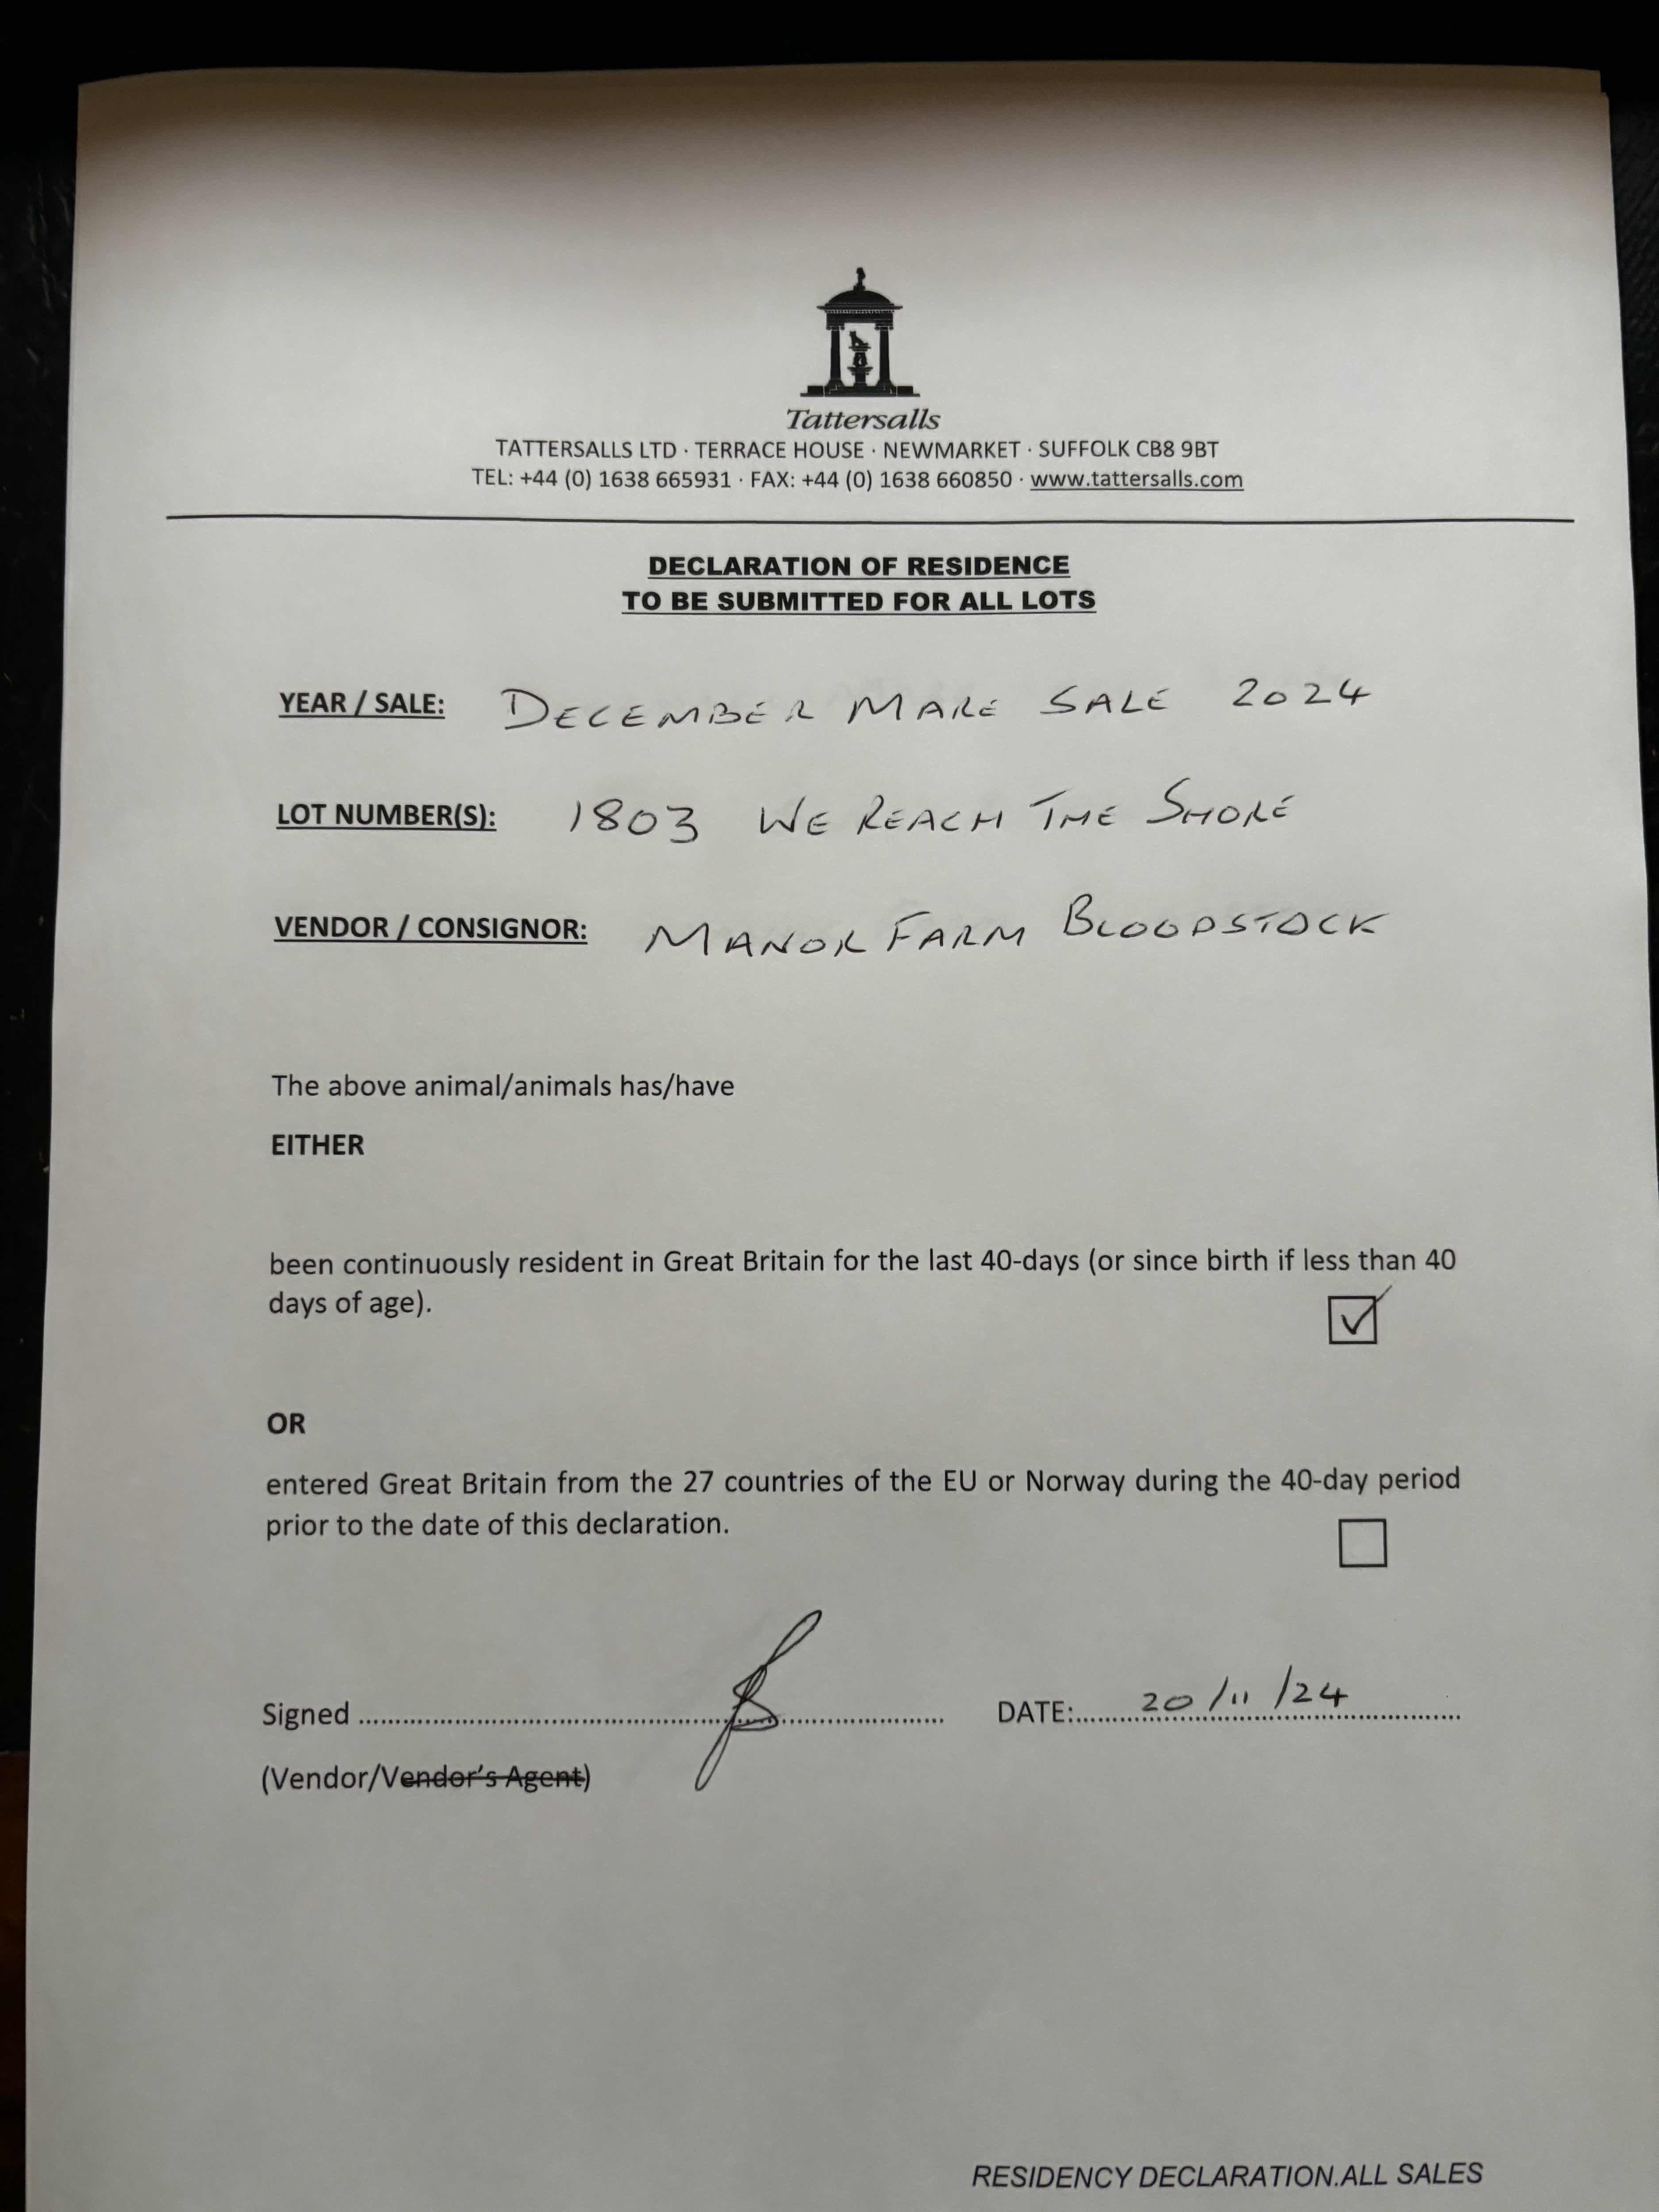 Tattersalls
TATTERSALLS LTD · TERRACE HOUSE · NEWMARKET · SUFFOLK CB8 9BT
TEL: +44 (0) 1638 665931 · FAX: +44 (0) 1638 660850 · www.tattersalls.com
DECLARATION OF RESIDENCE
TO BE SUBMITTED FOR ALL LOTS
YEAR / SALE: DECEMBER MARE SALE 2024
LOT NUMBER(S): 1803 WE REACH THE SHORE
VENDOR / CONSIGNOR: MANOR FARM BLOODSTOCK
The above animal/animals has/have
EITHER
been continuously resident in Great Britain for the last 40-days (or since birth if less than 40
days of age).
OR
entered Great Britain from the 27 countries of the EU or Norway during the 40-day period
prior to the date of this declaration.
Signed ........................................ DATE:.......20/11/24..............
(Vendor/Vendor's Agent)
RESIDENCY DECLARATION.ALL SALES